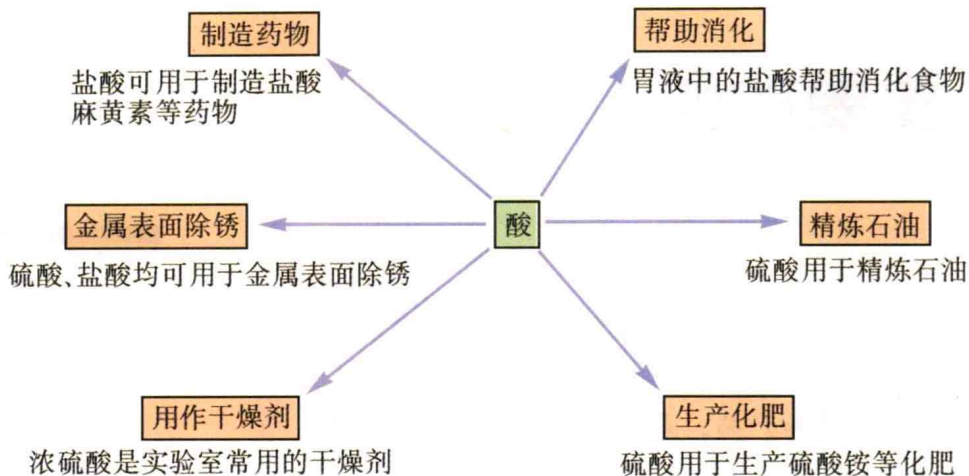 制造药物
盐酸可用于制造盐酸
麻黄素等药物
帮助消化
胃液中的盐酸帮助消化食物
金属表面除锈
硫酸、盐酸均可用于金属表面除锈
酸
精炼石油
硫酸用于精炼石油
用作干燥剂
浓硫酸是实验室常用的干燥剂
生产化肥
硫酸用于生产硫酸铵等化肥